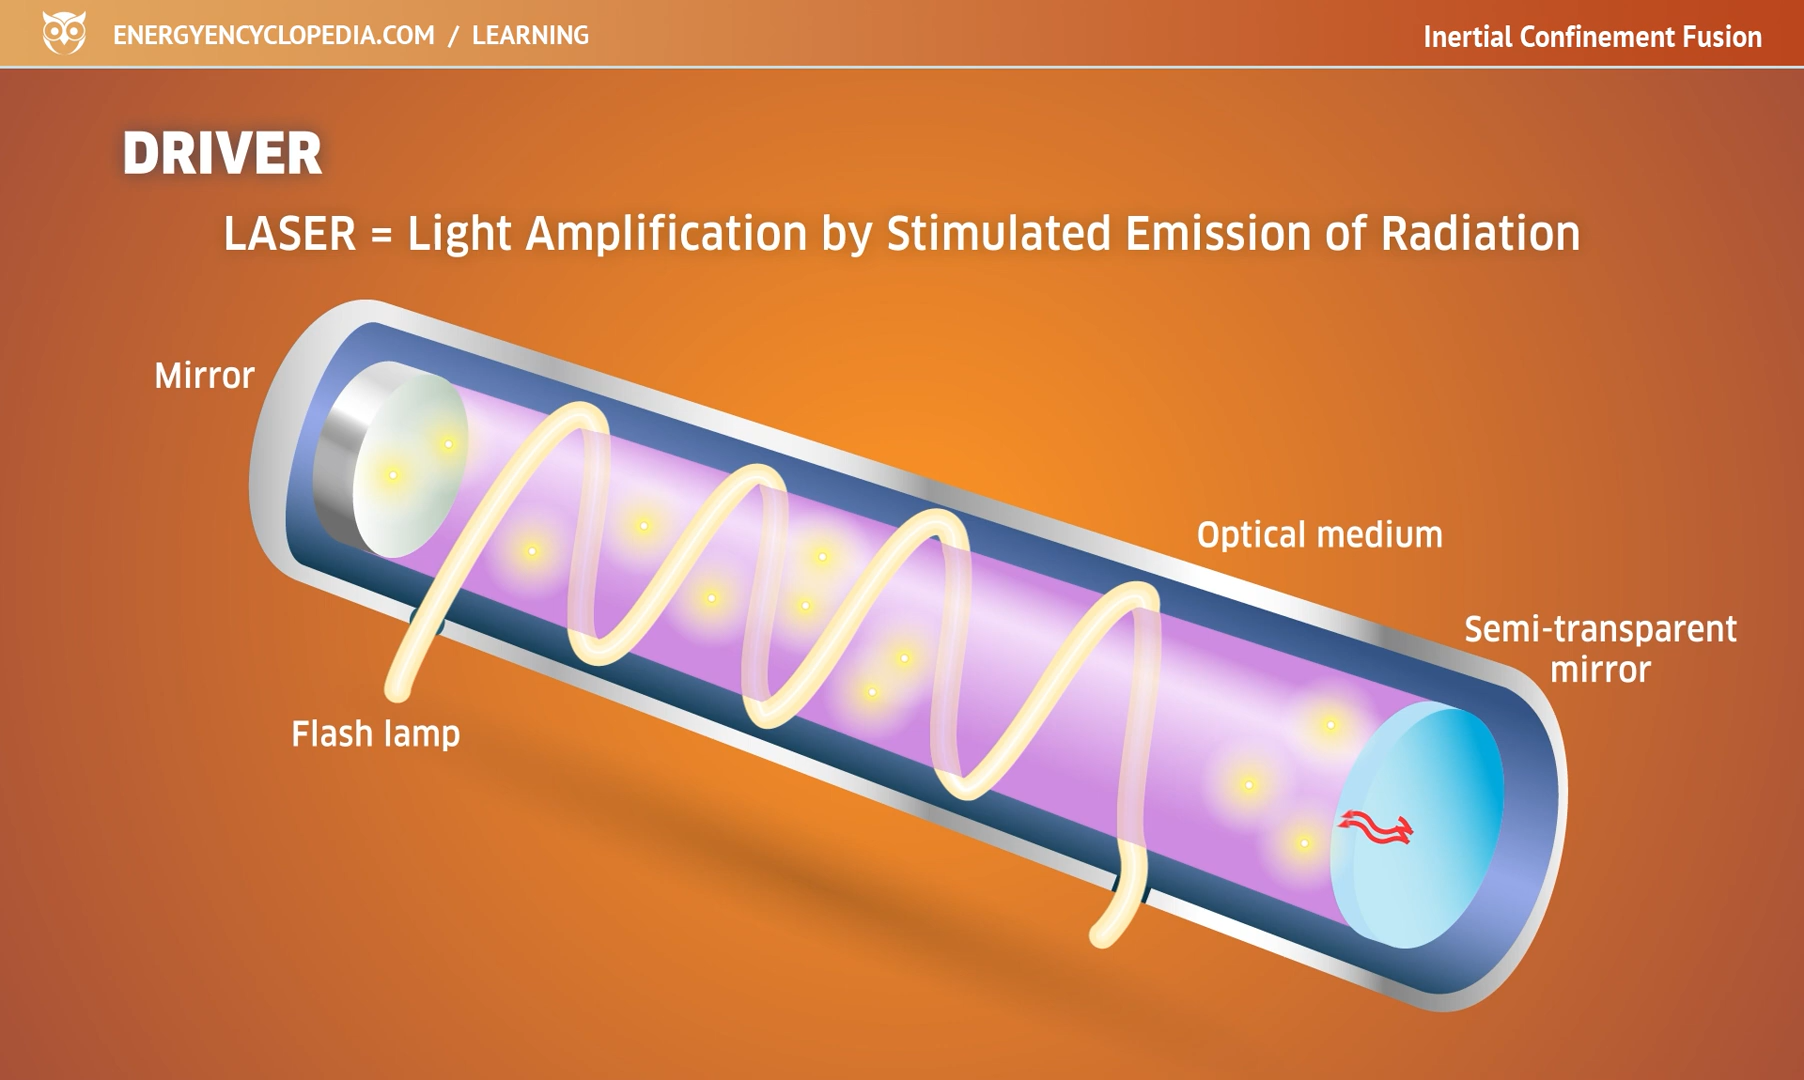 ENERGYENCYCLOPEDIA.COM / LEARNING
Inertial Confinement Fusion
DRIVER
LASER = Light Amplification by Stimulated Emission of Radiation
Mirror
Optical medium
Semi-transparent
mirror
Flash lamp